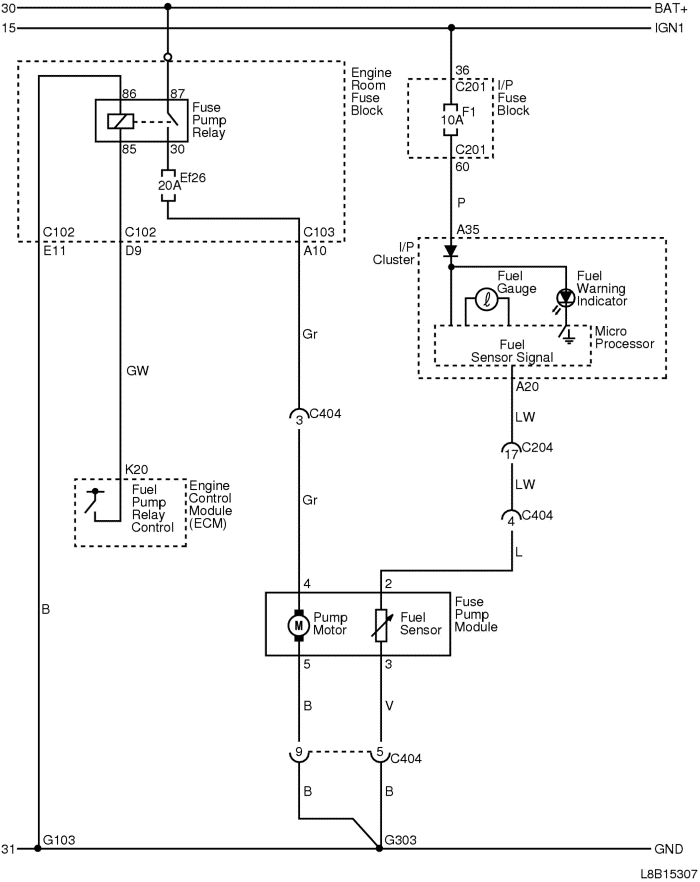 30
BAT+
15
IGN1
Engine
Room
Fuse
Block
86
87
Fuse
Pump
Relay
85
30
Ef26
20A
C102
C102
C103
E11
D9
A10
36
C201
I/P
Fuse
Block
F1
10A
C201
60
P
A35
I/P
Cluster
Fuel
Gauge
ℓ
Fuel
Warning
Indicator
Micro
Processor
Fuel
Sensor Signal
A20
Gr
GW
LW
3
C404
17
C204
LW
K20
Fuel
Pump
Relay
Control
Engine
Control
Module
(ECM)
Gr
4
C404
L
B
4
2
M
Pump
Motor
Fuel
Sensor
Fuse
Pump
Module
5
3
B
V
9
5
C404
B
B
G103
G303
31
GND
L8B15307